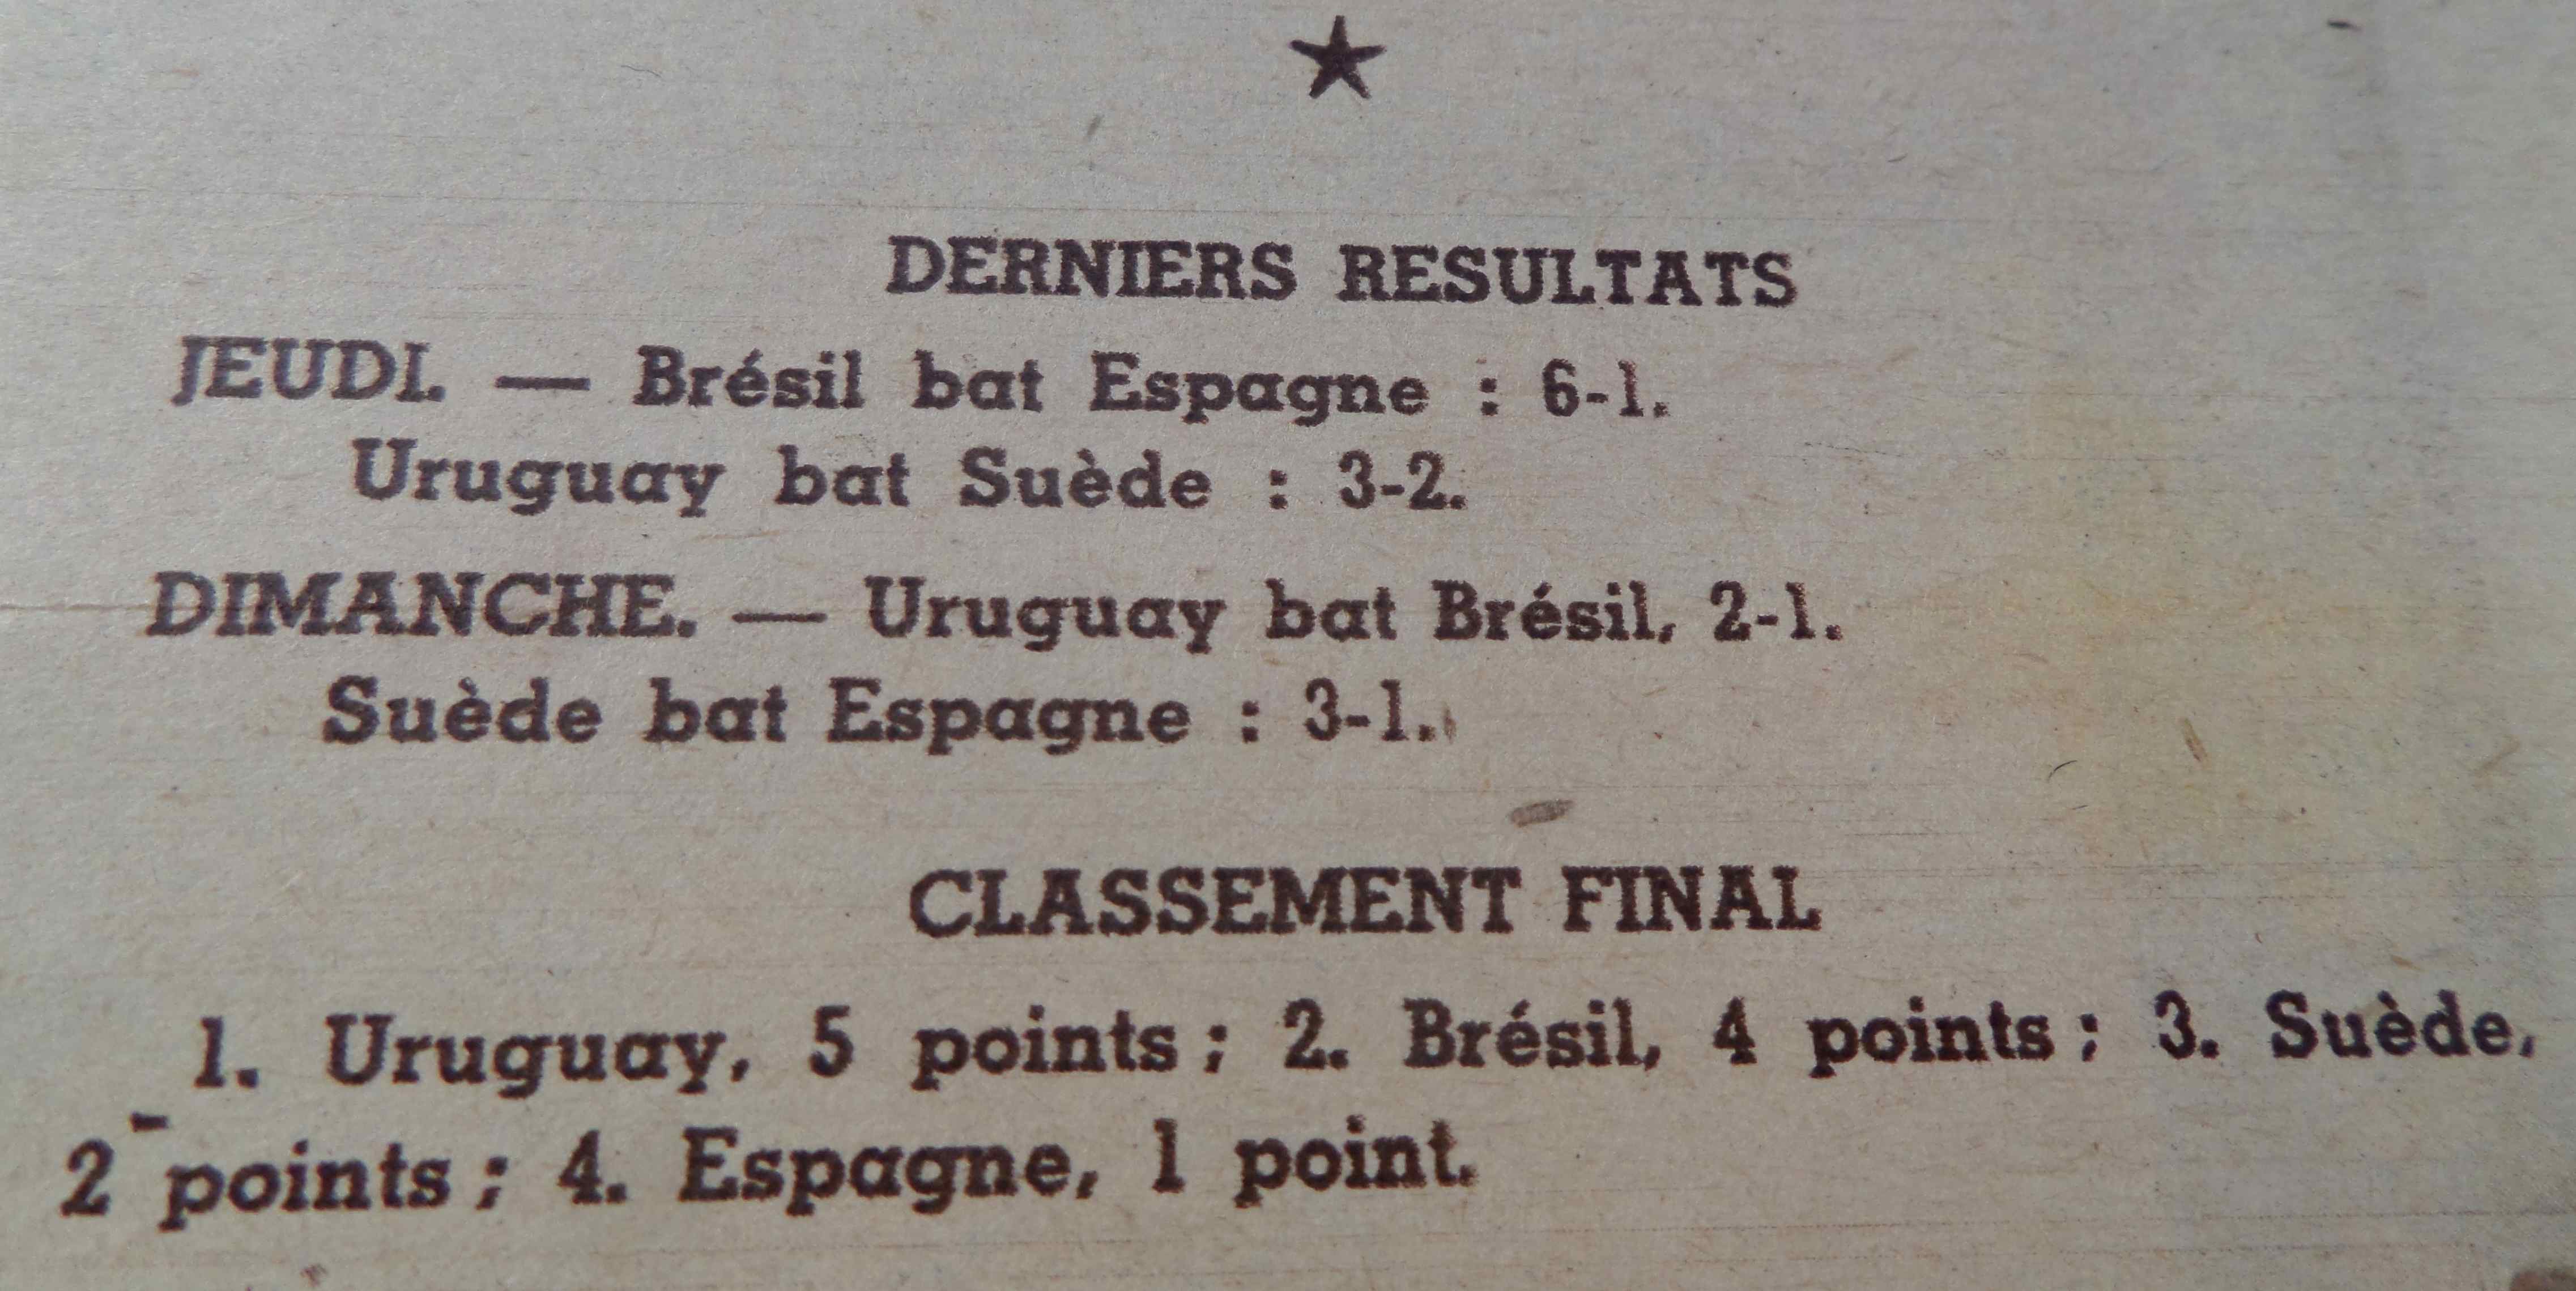 DERNIERS RESULTATS
JEUDI. — Brésil bat Espagne : 6-1.
Uruguay bat Suède : 3-2.
DIMANCHE. — Uruguay bat Brésil, 2-1.
Suède bat Espagne : 3-1.
CLASSEMENT FINAL
1. Uruguay, 5 points ; 2. Brésil, 4 points ; 3. Suède,
2 points ; 4. Espagne, 1 point.